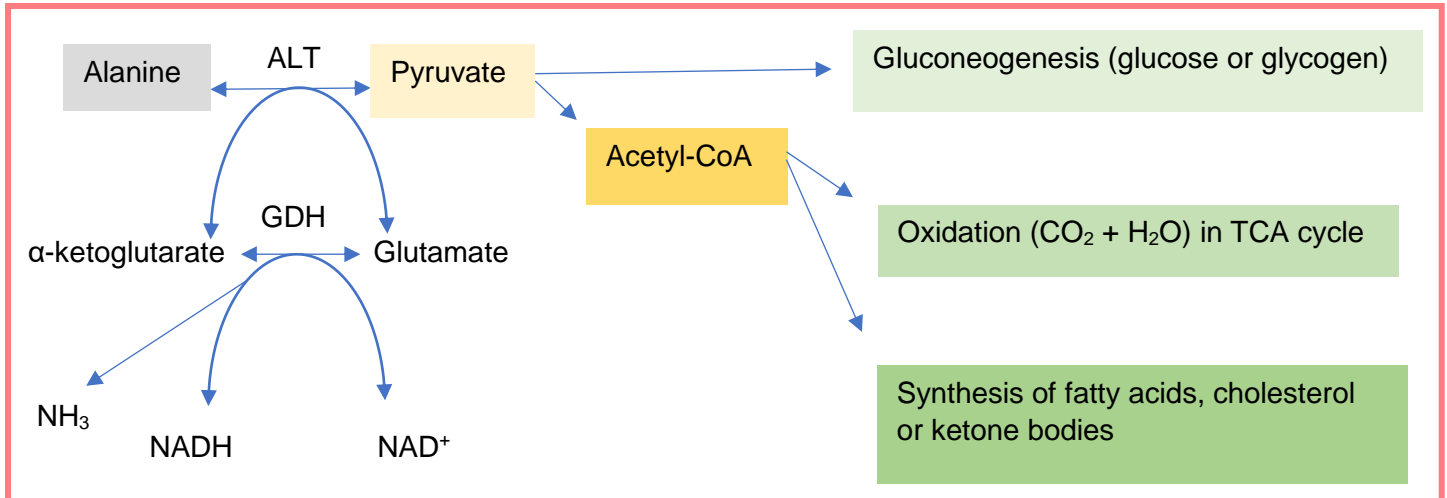 ALT
Alanine
Pyruvate
Gluconeogenesis (glucose or glycogen)
Acetyl-CoA
GDH
α-ketoglutarate
Glutamate
Oxidation (CO₂ + H₂O) in TCA cycle
NH₃
NADH
NAD⁺
Synthesis of fatty acids, cholesterol
or ketone bodies